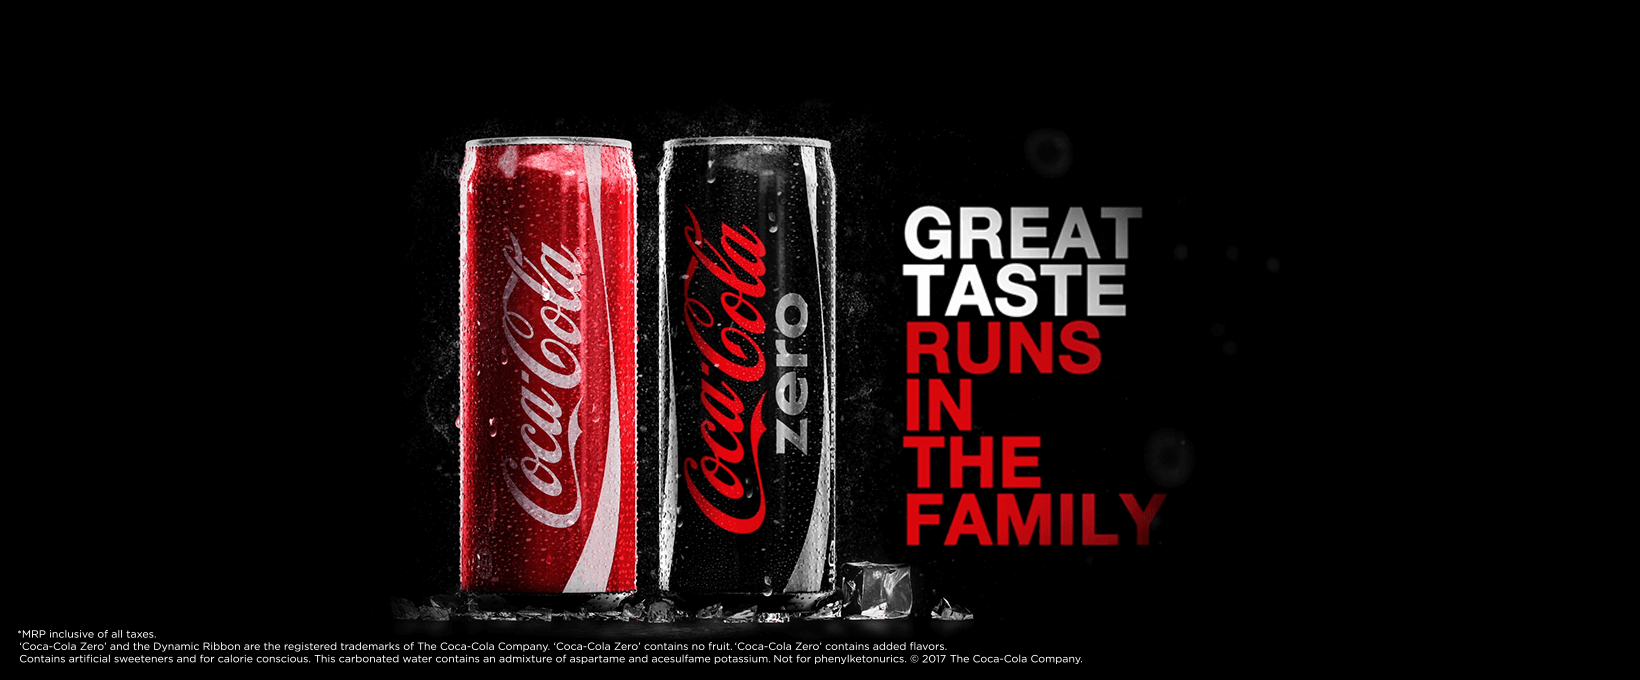 Coca-Cola
Coca-Cola
zero
GREAT
TASTE
RUNS
IN
THE
FAMILY
*MRP inclusive of all taxes.
‘Coca-Cola Zero’ and the Dynamic Ribbon are the registered trademarks of The Coca-Cola Company. ‘Coca-Cola Zero’ contains no fruit. ‘Coca-Cola Zero’ contains added flavors.
Contains artificial sweeteners and for calorie conscious. This carbonated water contains an admixture of aspartame and acesulfame potassium. Not for phenylketonurics. © 2017 The Coca-Cola Company.